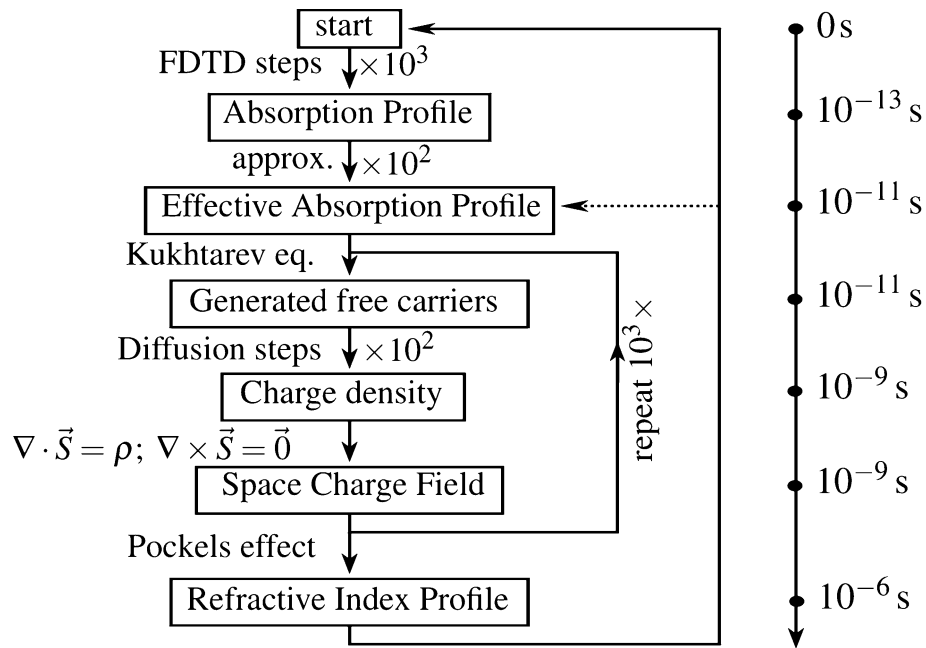 start
0 s
FDTD steps ×10³
Absorption Profile
10⁻¹³ s
approx. ×10²
Effective Absorption Profile
10⁻¹¹ s
Kukhtarev eq.
Generated free carriers
10⁻¹¹ s
Diffusion steps ×10²
repeat 10³ ×
Charge density
10⁻⁹ s
∇ · S⃗ = ρ; ∇ × S⃗ = 0⃗
Space Charge Field
10⁻⁹ s
Pockels effect
Refractive Index Profile
10⁻⁶ s